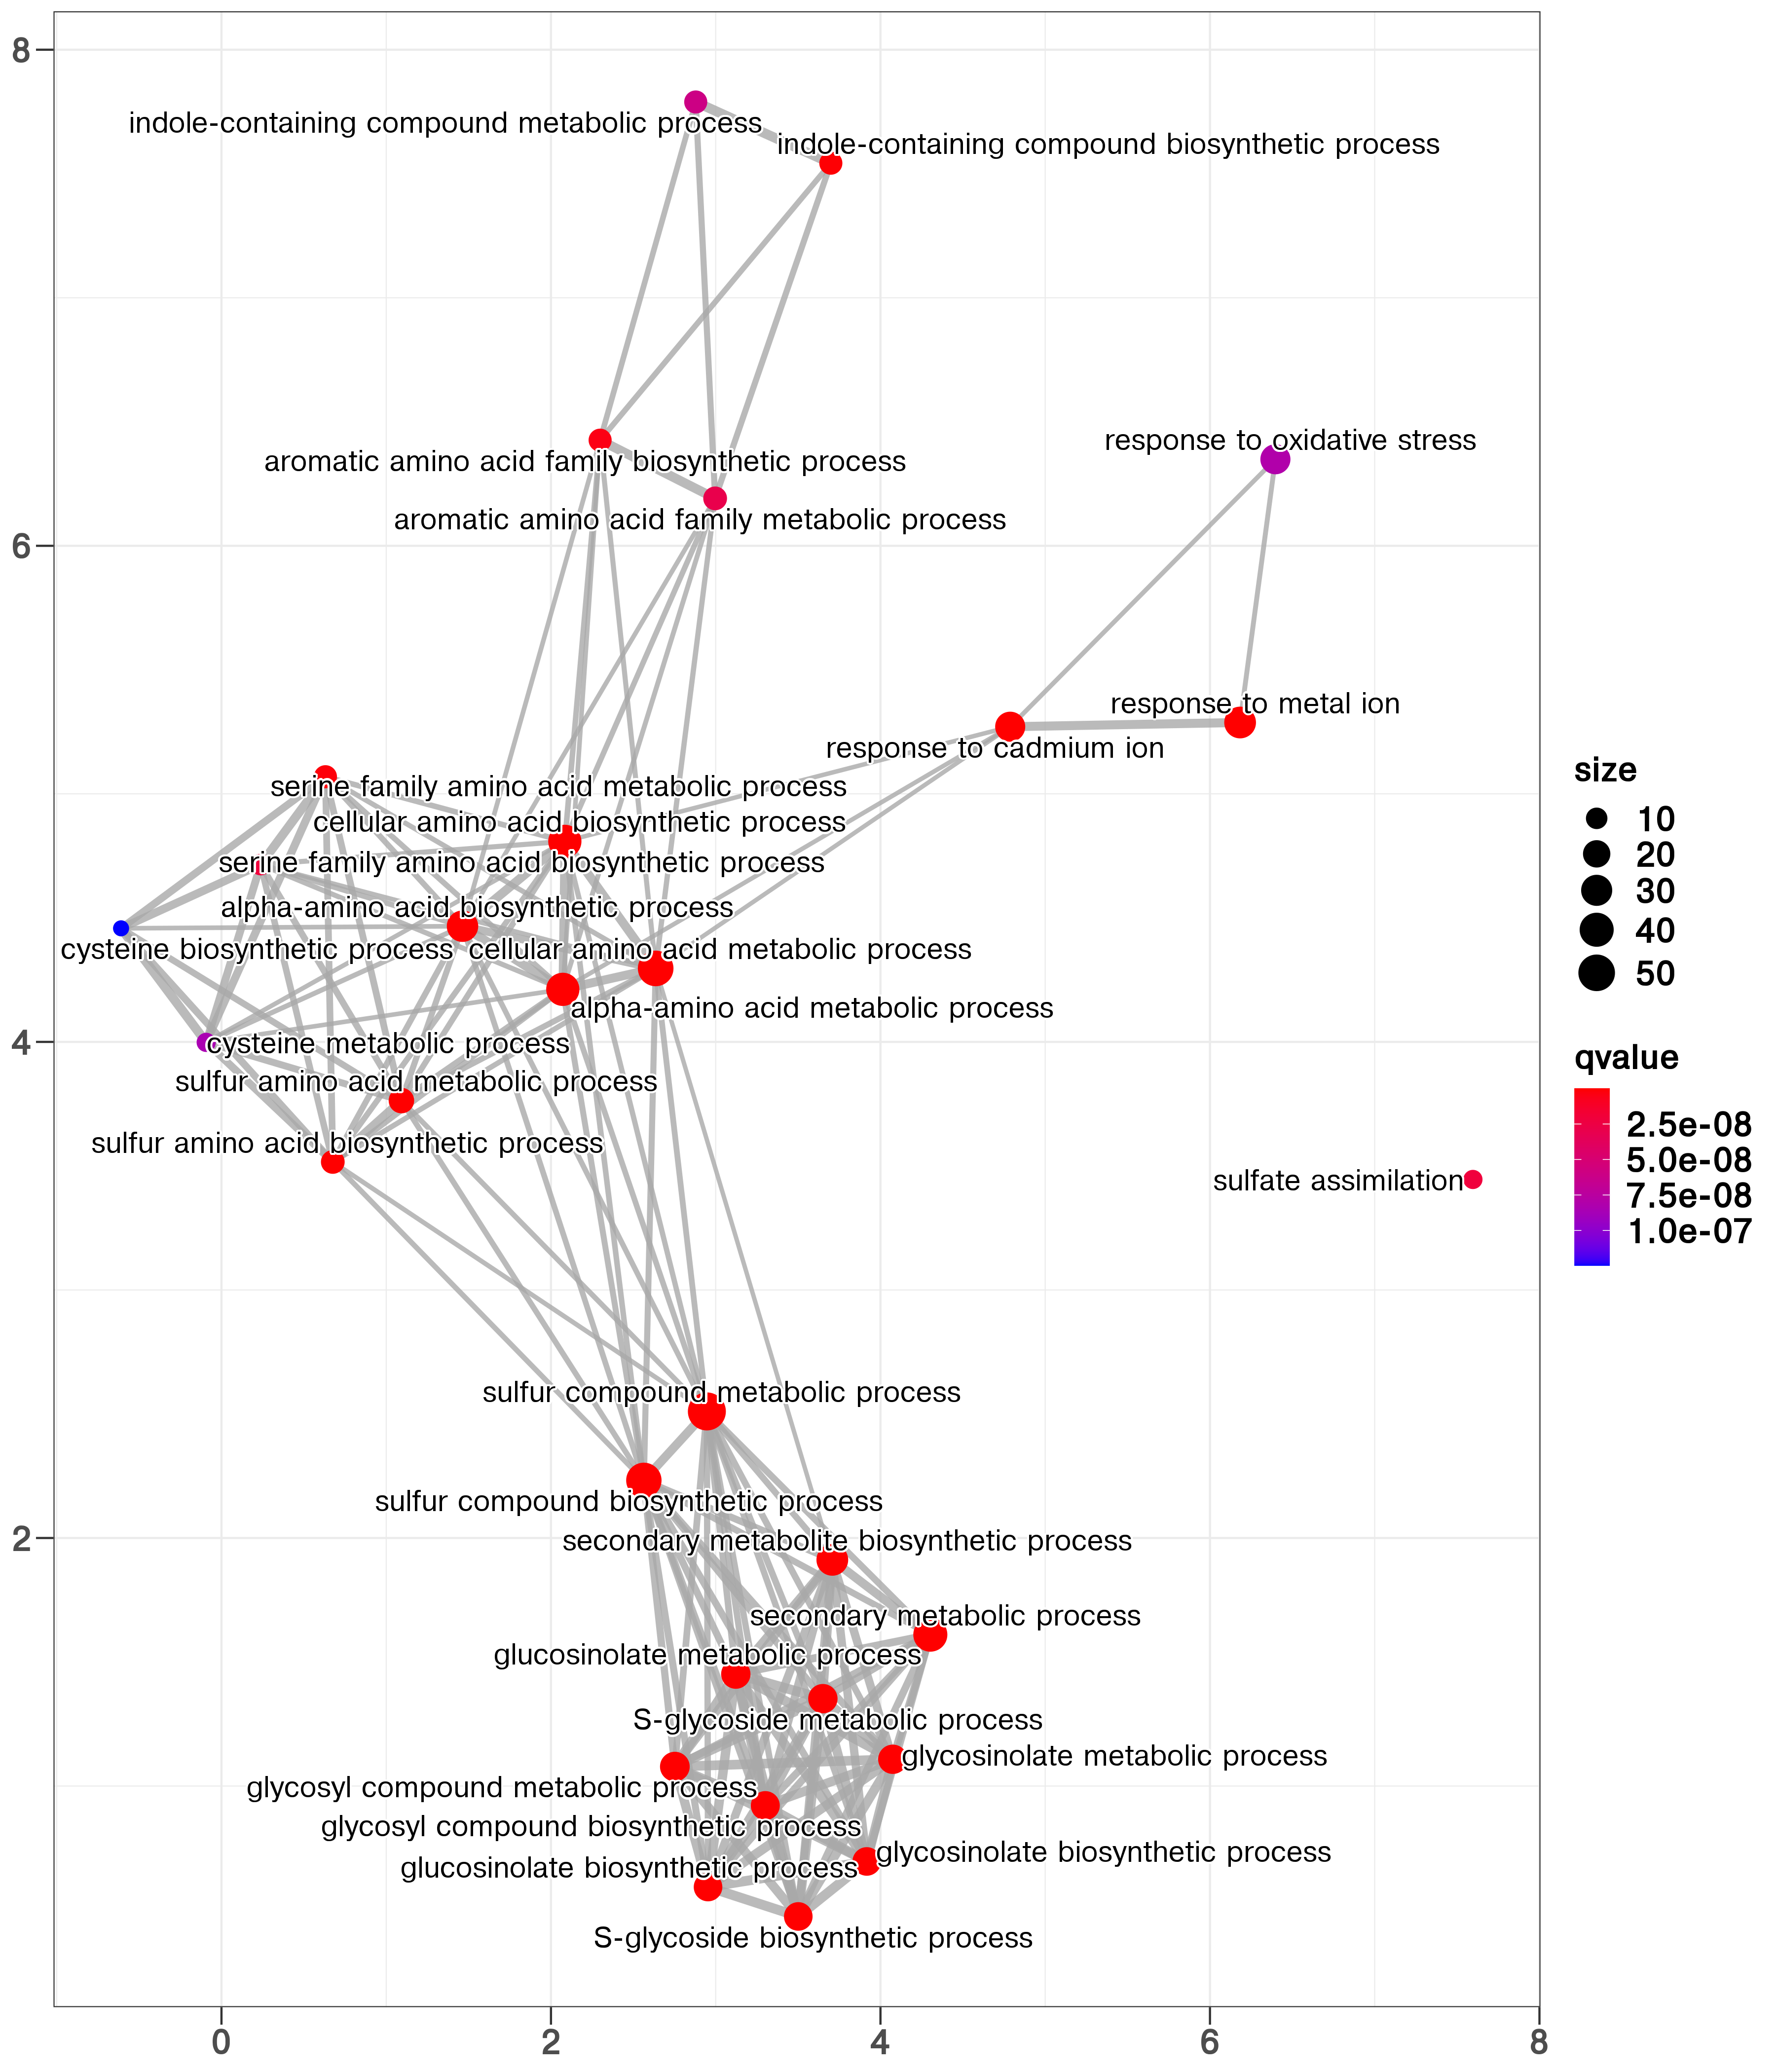 8
indole-containing compound metabolic process
indole-containing compound biosynthetic process
response to oxidative stress
aromatic amino acid family biosynthetic process
aromatic amino acid family metabolic process
6
response to metal ion
response to cadmium ion
serine family amino acid metabolic process
cellular amino acid biosynthetic process
serine family amino acid biosynthetic process
alpha-amino acid biosynthetic process
cysteine biosynthetic process
cellular amino acid metabolic process
alpha-amino acid metabolic process
4
cysteine metabolic process
sulfur amino acid metabolic process
sulfur amino acid biosynthetic process
sulfate assimilation
sulfur compound metabolic process
sulfur compound biosynthetic process
2
secondary metabolite biosynthetic process
secondary metabolic process
glucosinolate metabolic process
S-glycoside metabolic process
glycosinolate metabolic process
glycosyl compound metabolic process
glycosyl compound biosynthetic process
glycosinolate biosynthetic process
glucosinolate biosynthetic process
S-glycoside biosynthetic process
0
2
4
6
8
size
10
20
30
40
50
qvalue
2.5e-08
5.0e-08
7.5e-08
1.0e-07